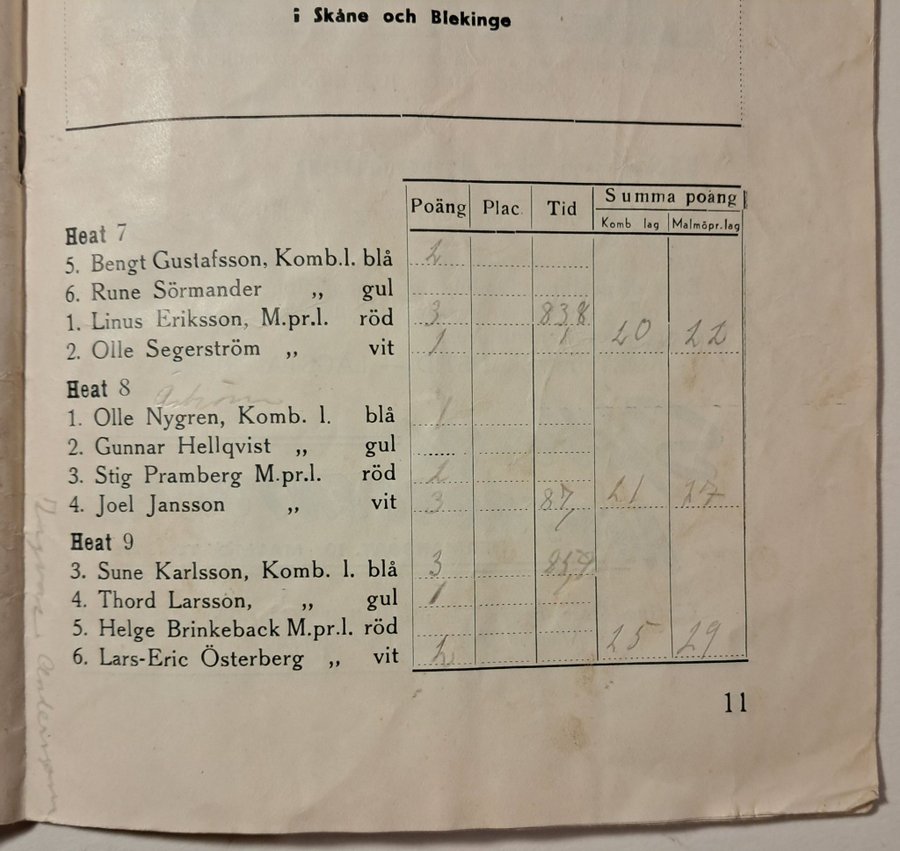 i Skåne och Blekinge
Poäng Plac. Tid Summa poäng
Komb lag Malmöpr.lag
Heat 7
5. Bengt Gustafsson, Komb.l. blå 2
6. Rune Sörmander „ gul
1. Linus Eriksson, M.pr.l. röd 3 83,8
2. Olle Segerström „ vit 1 20 22
Heat 8
1. Olle Nygren, Komb. l. blå 1
2. Gunnar Hellqvist „ gul
3. Stig Pramberg M.pr.l. röd 2
4. Joel Jansson „ vit 3 87, 21 27
Heat 9
3. Sune Karlsson, Komb. l. blå 3 85,9
4. Thord Larsson, „ gul 1
5. Helge Brinkeback M.pr.l. röd
6. Lars-Eric Österberg „ vit 2 25 29
11